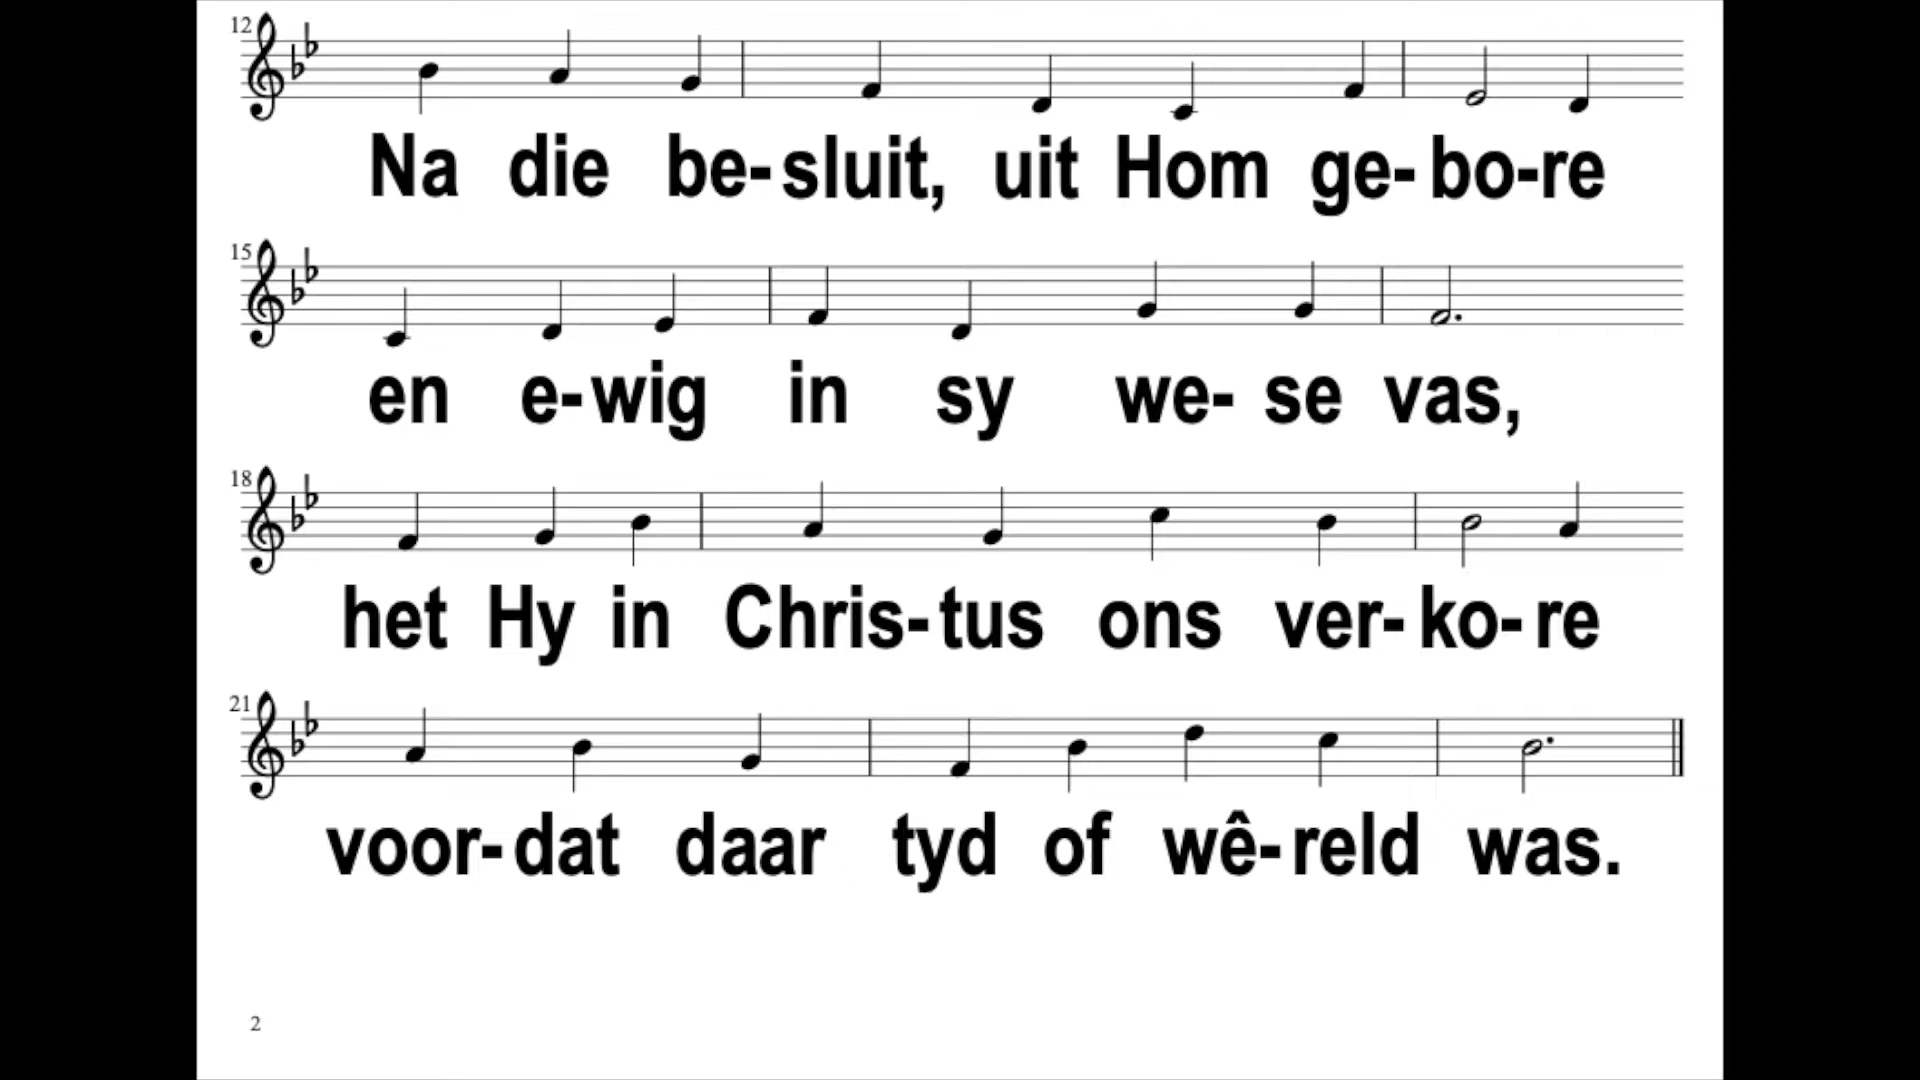 12
Na die be-sluit, uit Hom ge-bo-re
15
en e-wig in sy we-se vas,
18
het Hy in Chris-tus ons ver-ko-re
21
voor-dat daar tyd of wê-reld was.
2